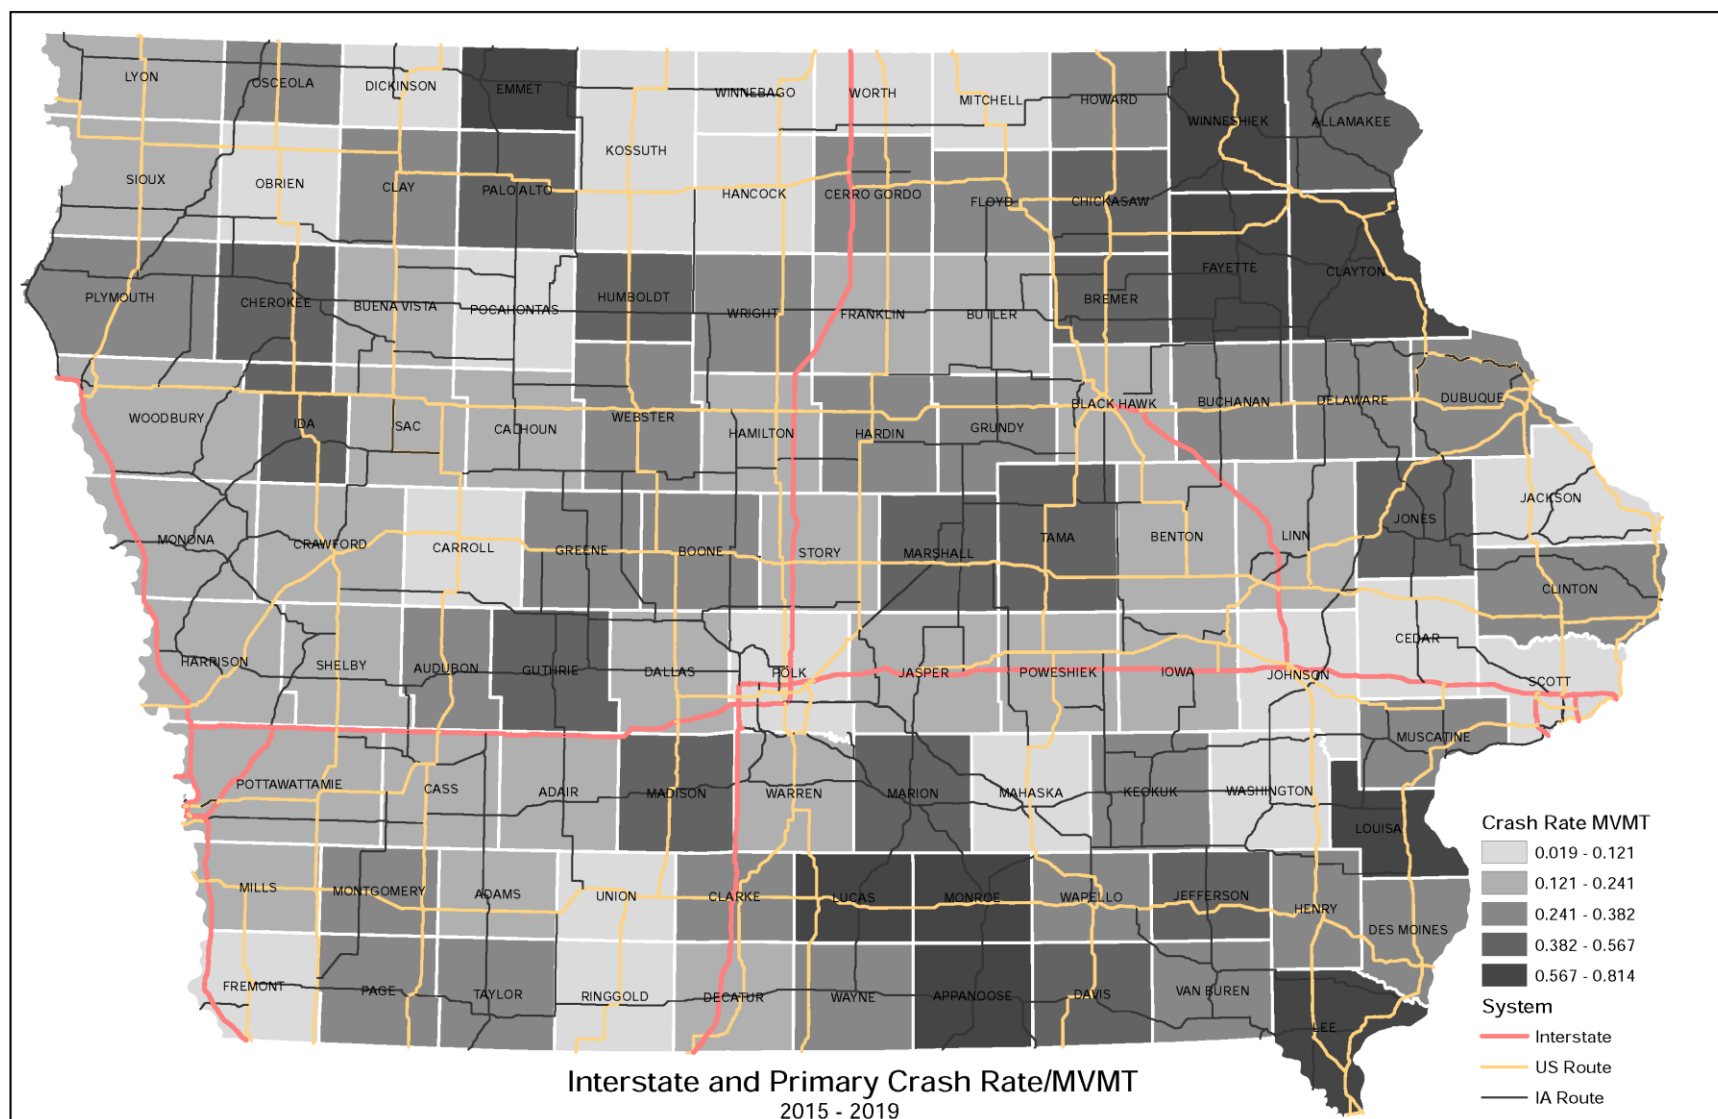 LYON
OSCEOLA
DICKINSON
EMMET
WINNEBAGO
WORTH
MITCHELL
HOWARD
WINNESHIEK
ALLAMAKEE
KOSSUTH
SIOUX
OBRIEN
CLAY
PALO ALTO
HANCOCK
CERRO GORDO
FLOYD
CHICKASAW
PLYMOUTH
CHEROKEE
BUENA VISTA
POCAHONTAS
HUMBOLDT
WRIGHT
FRANKLIN
BUTLER
BREMER
FAYETTE
CLAYTON
WOODBURY
IDA
SAC
CALHOUN
WEBSTER
HAMILTON
HARDIN
GRUNDY
BLACK HAWK
BUCHANAN
DELAWARE
DUBUQUE
JACKSON
MONONA
CRAWFORD
CARROLL
GREENE
BOONE
STORY
MARSHALL
TAMA
BENTON
LINN
JONES
CLINTON
HARRISON
SHELBY
AUDUBON
GUTHRIE
DALLAS
POLK
JASPER
POWESHIEK
IOWA
JOHNSON
CEDAR
SCOTT
MUSCATINE
POTTAWATTAMIE
CASS
ADAIR
MADISON
WARREN
MARION
MAHASKA
KEOKUK
WASHINGTON
LOUISA
MILLS
MONTGOMERY
ADAMS
UNION
CLARKE
LUCAS
MONROE
WAPELLO
JEFFERSON
HENRY
DES MOINES
FREMONT
PAGE
TAYLOR
RINGGOLD
DECATUR
WAYNE
APPANOOSE
DAVIS
VAN BUREN
LEE
Crash Rate MVMT
0.019 - 0.121
0.121 - 0.241
0.241 - 0.382
0.382 - 0.567
0.567 - 0.814
System
Interstate
US Route
IA Route
Interstate and Primary Crash Rate/MVMT
2015 - 2019